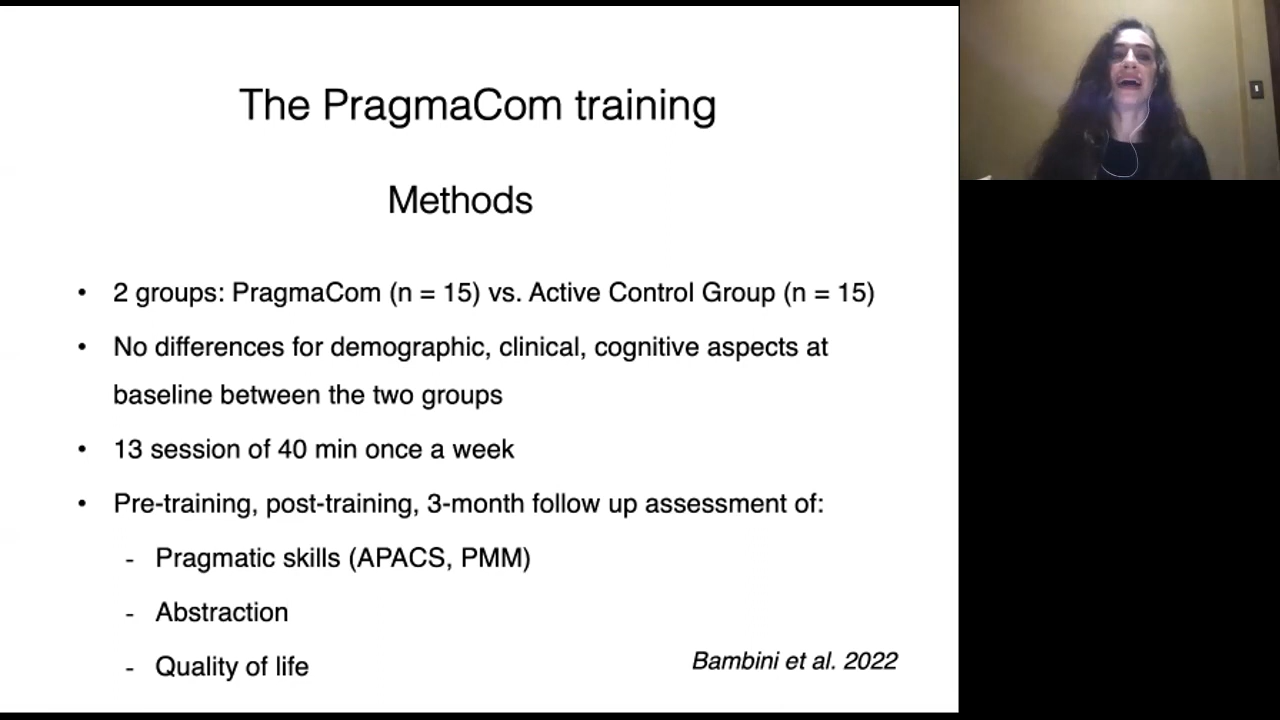 The PragmaCom training
Methods
• 2 groups: PragmaCom (n = 15) vs. Active Control Group (n = 15)
• No differences for demographic, clinical, cognitive aspects at
baseline between the two groups
• 13 session of 40 min once a week
• Pre-training, post-training, 3-month follow up assessment of:
- Pragmatic skills (APACS, PMM)
- Abstraction
- Quality of life
Bambini et al. 2022